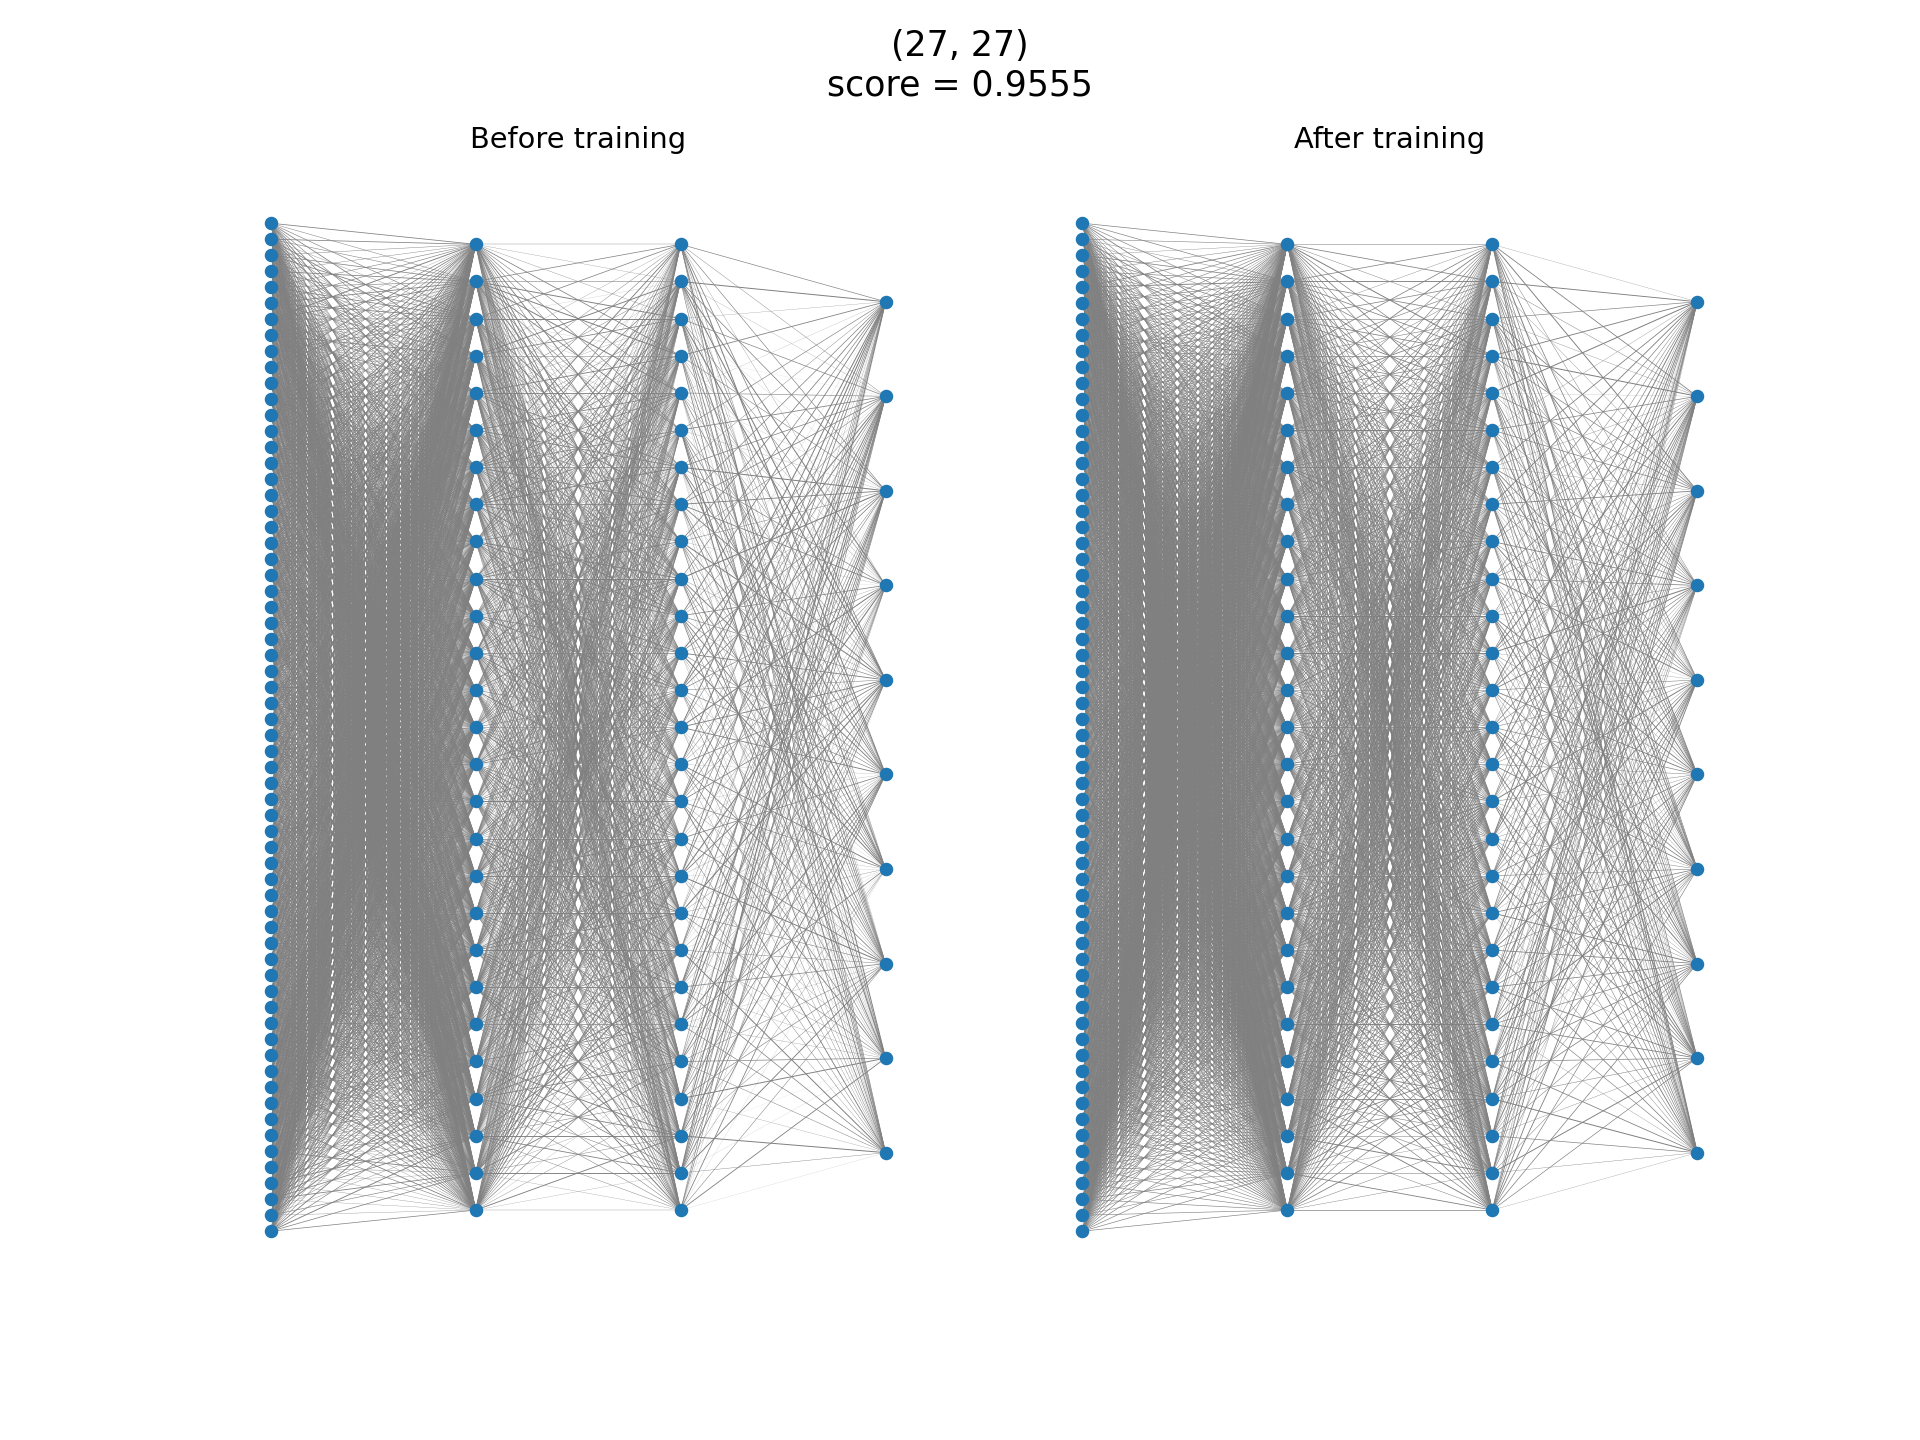 (27, 27)
score = 0.9555
Before training
After training